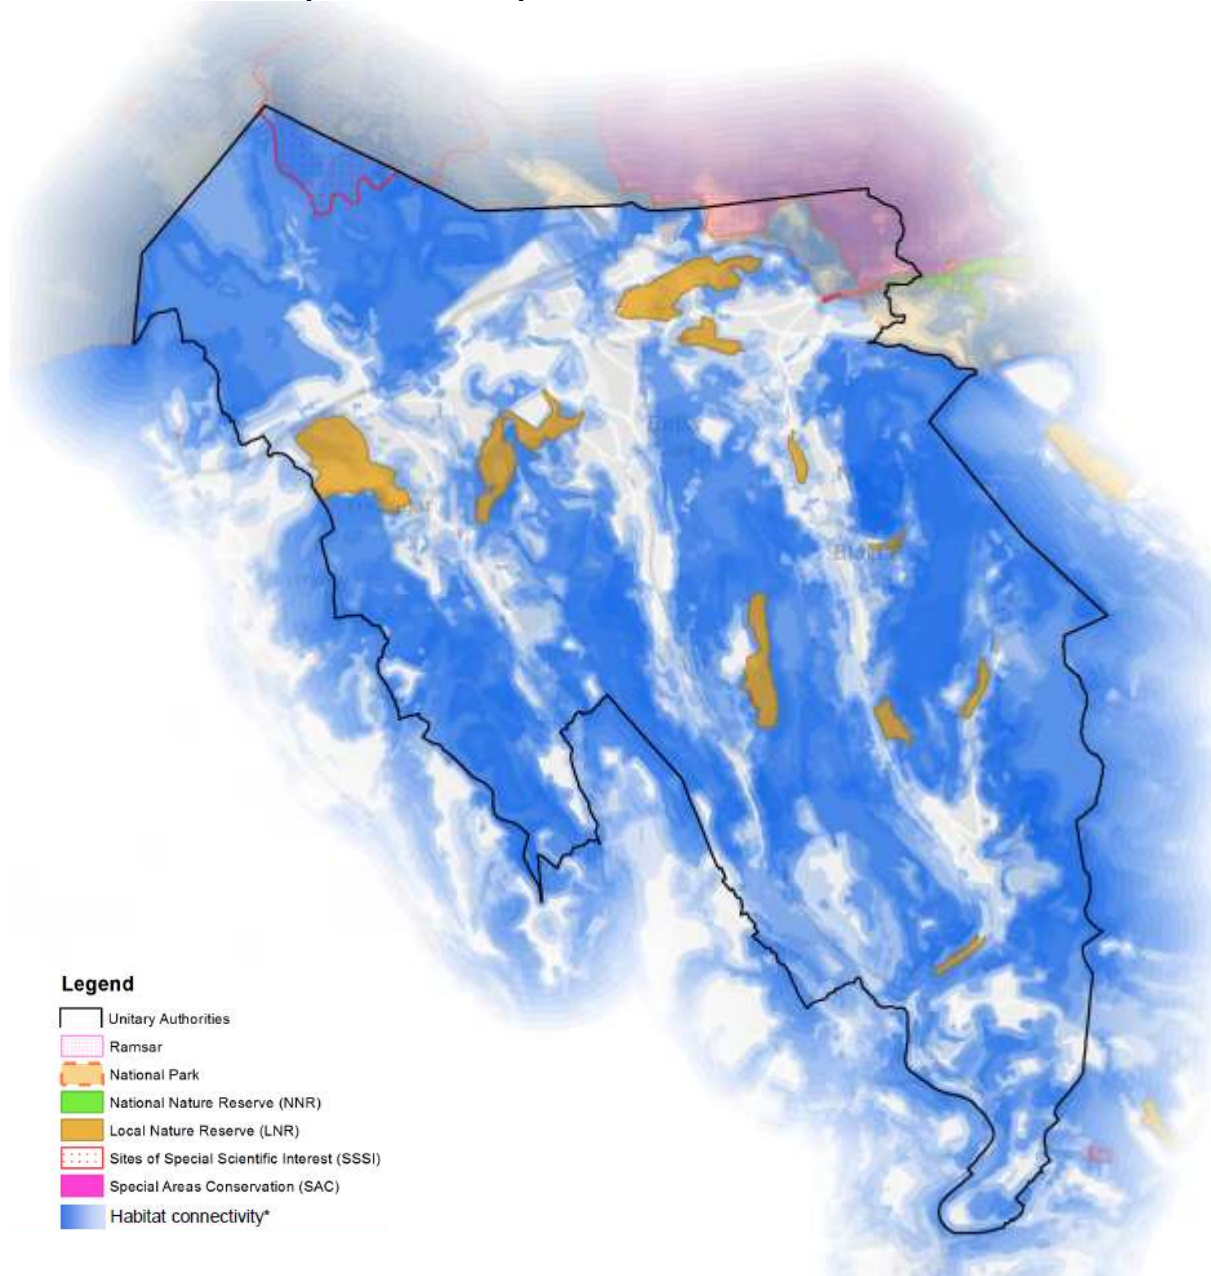 Legend
Unitary Authorities
Ramsar
National Park
National Nature Reserve (NNR)
Local Nature Reserve (LNR)
Sites of Special Scientific Interest (SSSI)
Special Areas Conservation (SAC)
Habitat connectivity*